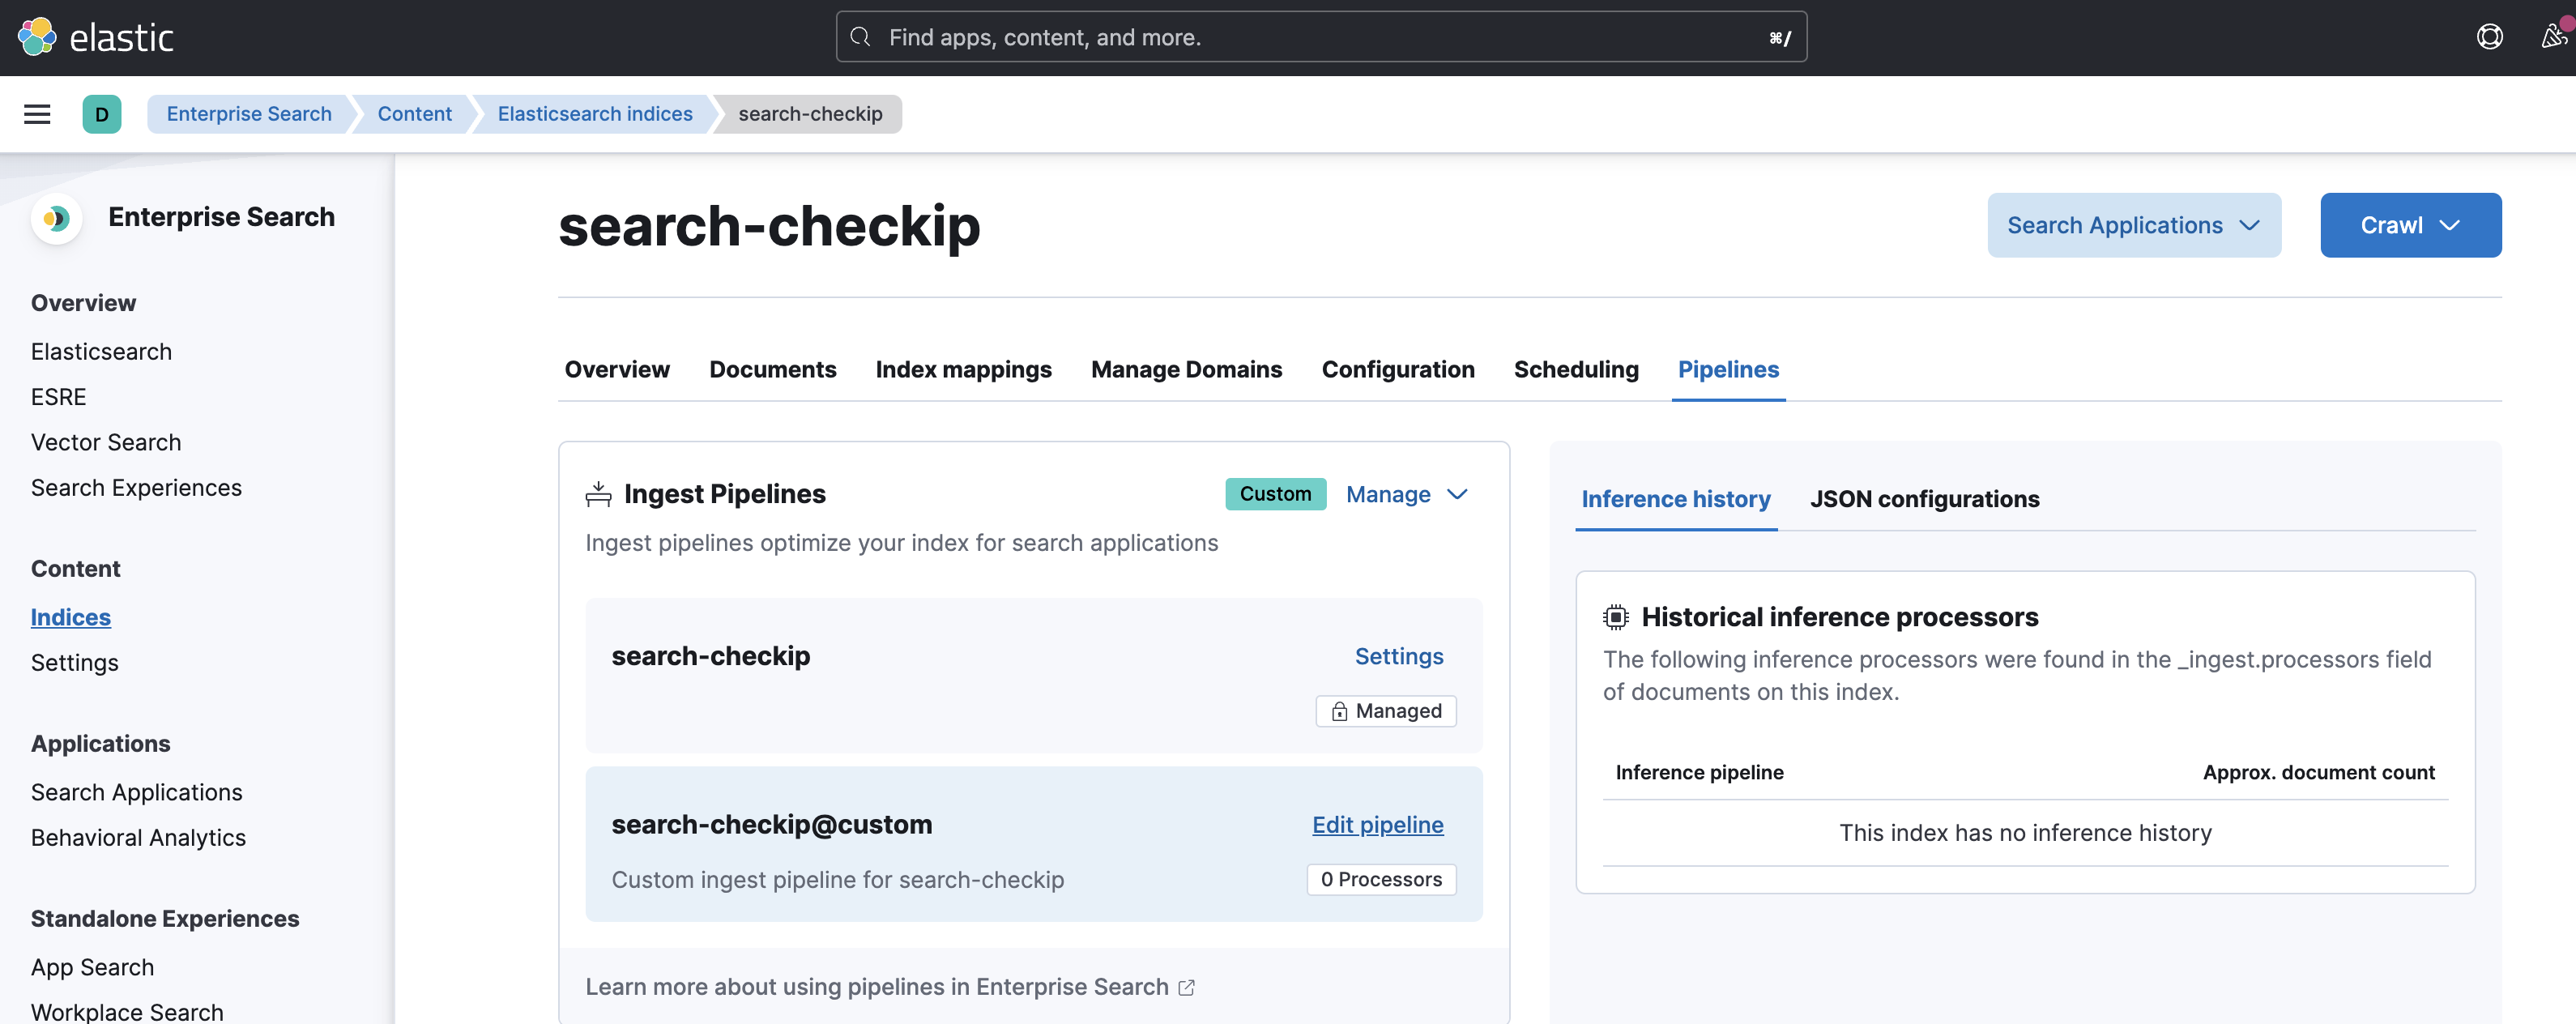 elastic
Find apps, content, and more.
⌘/
D
Enterprise Search
Content
Elasticsearch indices
search-checkip
Enterprise Search
Overview
Elasticsearch
ESRE
Vector Search
Search Experiences
Content
Indices
Settings
Applications
Search Applications
Behavioral Analytics
Standalone Experiences
App Search
Workplace Search
search-checkip
Search Applications
Crawl
Overview
Documents
Index mappings
Manage Domains
Configuration
Scheduling
Pipelines
Ingest Pipelines
Custom
Manage
Ingest pipelines optimize your index for search applications
search-checkip
Settings
Managed
search-checkip@custom
Edit pipeline
Custom ingest pipeline for search-checkip
0 Processors
Learn more about using pipelines in Enterprise Search
Inference history
JSON configurations
Historical inference processors
The following inference processors were found in the _ingest.processors field
of documents on this index.
Inference pipeline
Approx. document count
This index has no inference history